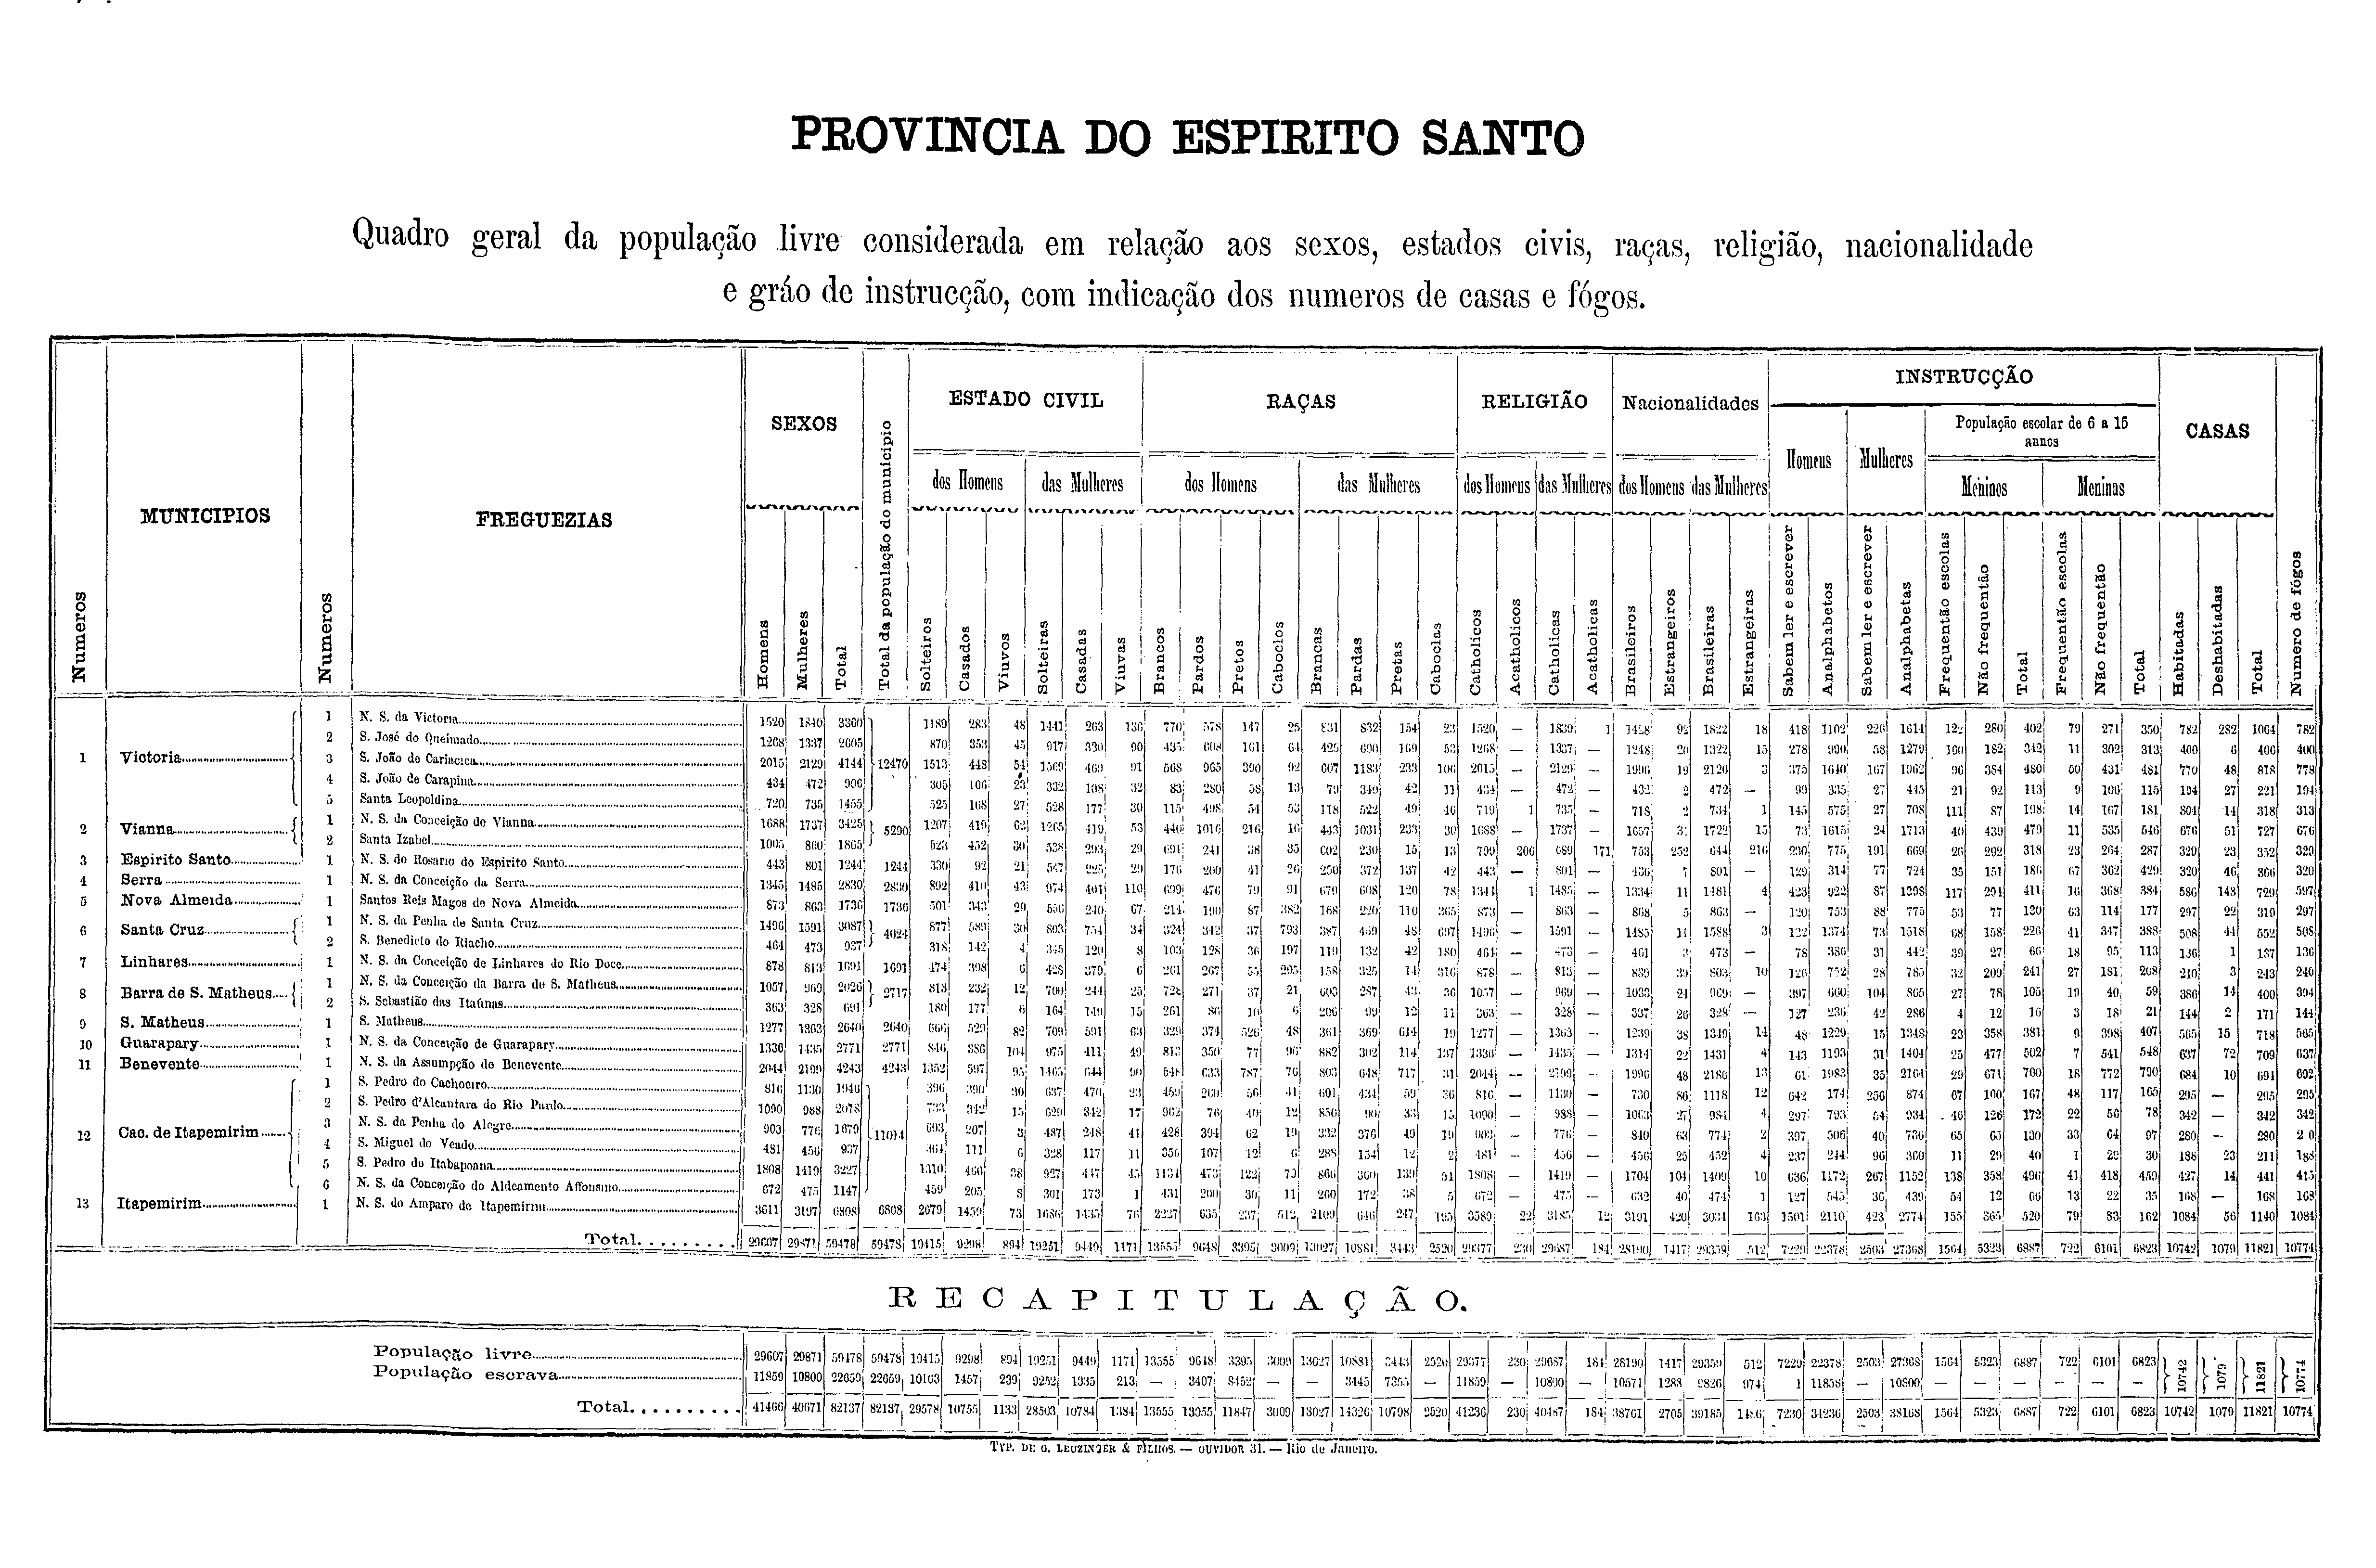 PROVINCIA DO ESPIRITO SANTO
Quadro geral da população livre considerada em relação aos sexos, estados civis, raças, religião, nacionalidade
e gráo de instrucção, com indicação dos numeros de casas e fógos.
Numeros
MUNICIPIOS
Numeros
FREGUEZIAS
SEXOS
Homens
Mulheres
Total
Total da população do municipio
ESTADO CIVIL
dos Homens
Solteiros
Casados
Viuvos
das Mulheres
Solteiras
Casadas
Viuvas
RAÇAS
dos Homens
Brancos
Pardos
Pretos
Caboclos
das Mulheres
Brancas
Pardas
Pretas
Caboclas
RELIGIÃO
dos Homens
Catholicos
Acatholicos
das Mulheres
Catholicas
Acatholicas
Nacionalidades
dos Homens
Brasileiros
Estrangeiros
das Mulheres
Brasileiras
Estrangeiras
INSTRUCÇÃO
Homens
Sabem ler e escrever
Analphabetos
Mulheres
Sabem ler e escrever
Analphabetas
População escolar de 6 a 15
annos
Meninos
Frequentão escolas
Não frequentão
Total
Meninas
Frequentão escolas
Não frequentão
Total
CASAS
Habitadas
Deshabitadas
Total
Numero de fógos
1 Victoria 12470
1 N. S. da Victoria 1520 1840 3360 1189 283 48 1441 263 136 770 578 147 25 831 832 154 23 1520 — 1839 1 1428 92 1822 18 418 1102 226 1614 122 280 402 79 271 350 782 282 1064 782
2 S. José do Queimado 1268 1337 2605 870 353 45 917 330 90 435 608 161 64 425 690 169 53 1268 — 1337 — 1248 20 1322 15 278 990 58 1279 160 182 342 11 302 313 400 6 406 400
3 S. João de Cariacica 2015 2129 4144 1513 448 54 1569 469 91 568 965 390 92 607 1183 233 106 2015 — 2129 — 1996 19 2126 3 375 1640 167 1962 96 384 480 50 431 481 770 48 818 778
4 S. João de Carapina 434 472 906 305 106 23 332 108 32 83 280 58 13 79 340 42 11 434 — 472 — 432 2 472 — 99 335 27 445 21 92 113 9 106 115 194 27 221 194
5 Santa Leopoldina 720 735 1455 525 168 27 528 177 30 115 498 54 53 118 522 49 46 719 1 735 — 718 2 734 1 145 575 27 708 111 87 198 14 167 181 304 14 318 313
2 Vianna 5290
1 N. S. da Conceição de Vianna 1688 1737 3425 1207 419 62 1265 419 53 440 1016 216 16 443 1031 233 30 1688 — 1737 — 1657 31 1722 15 73 1615 24 1713 40 439 479 11 535 546 676 51 727 676
2 Santa Izabel 1005 860 1865 523 452 30 538 293 29 691 241 38 35 602 230 15 13 799 206 689 171 753 252 644 216 230 775 191 669 26 292 318 23 264 287 329 23 352 329
3 Espirito Santo 1 N. S. do Rosario do Espirito Santo 443 801 1244 1244 330 92 21 547 225 29 176 200 41 26 250 372 137 42 443 — 801 — 436 7 801 — 129 314 77 724 35 151 186 67 362 429 320 46 366 320
4 Serra 1 N. S. da Conceição da Serra 1345 1485 2830 2830 892 410 43 974 401 110 699 476 79 91 679 608 120 78 1344 1 1485 — 1334 11 1481 4 423 922 87 1398 117 294 411 16 368 384 586 143 729 597
5 Nova Almeida 1 Santos Reis Magos de Nova Almeida 873 863 1736 1736 501 343 29 556 240 67 214 190 87 382 168 220 110 365 873 — 863 — 868 5 863 — 120 753 88 775 53 77 130 63 114 177 297 22 319 297
6 Santa Cruz 4024
1 N. S. da Penha de Santa Cruz 1496 1591 3087 877 589 30 803 754 34 324 342 37 793 387 459 48 697 1496 — 1591 — 1485 11 1588 3 122 1374 73 1518 68 158 226 41 347 388 508 44 552 508
2 S. Benedicto do Riacho 464 473 937 318 142 4 345 120 8 103 128 36 197 119 132 42 180 464 — 473 — 461 3 473 — 78 386 31 442 39 27 66 18 95 113 136 1 137 136
7 Linhares 1 N. S. da Conceição de Linhares do Rio Doce 878 813 1691 1691 474 398 6 428 379 6 261 267 55 295 158 325 14 316 878 — 813 — 839 39 803 10 126 752 28 785 32 209 241 27 181 208 240 3 243 240
8 Barra de S. Matheus 2717
1 N. S. da Conceição da Barra de S. Matheus 1057 969 2026 813 232 12 700 244 25 728 271 37 21 603 287 43 36 1057 — 969 — 1033 24 969 — 397 660 104 865 27 78 105 19 40 59 386 14 400 394
2 S. Sebastião das Itaúnas 363 328 691 180 177 6 164 149 15 261 86 10 6 206 99 12 11 363 — 328 — 337 26 328 — 127 236 42 286 4 12 16 3 18 21 144 2 171 144
9 S. Matheus 1 S. Matheus 1277 1363 2640 2640 666 529 82 709 591 63 329 374 526 48 361 369 614 19 1277 — 1363 — 1239 38 1349 14 48 1229 15 1348 23 358 381 9 398 407 565 15 718 565
10 Guarapary 1 N. S. da Conceição de Guarapary 1336 1435 2771 2771 846 386 104 975 411 49 813 350 77 96 882 302 114 137 1336 — 1435 — 1314 22 1431 4 143 1193 31 1404 25 477 502 7 541 548 637 72 709 637
11 Benevente 1 N. S. da Assumpção de Benevente 2044 2199 4243 4243 1352 597 95 1465 644 90 548 633 787 76 803 648 717 31 2044 — 2199 — 1996 48 2186 13 61 1983 35 2164 29 671 700 18 772 790 684 10 694 692
12 Cac. de Itapemirim 11014
1 S. Pedro do Cachoeiro 816 1130 1946 396 390 30 637 470 23 459 260 56 41 601 434 59 36 816 — 1130 — 730 86 1118 12 642 174 256 874 67 100 167 48 117 165 295 — 295 295
2 S. Pedro d'Alcantara do Rio Pardo 1090 988 2078 733 342 15 629 342 17 962 76 40 12 850 90 33 15 1090 — 988 — 1063 27 984 4 297 793 54 934 46 126 172 22 56 78 342 — 342 342
3 N. S. da Penha do Alegre 903 776 1679 693 207 3 487 248 41 428 394 62 19 332 376 49 19 903 — 776 — 840 63 774 2 397 506 40 736 65 65 130 33 64 97 280 — 280
4 S. Miguel do Veado 481 456 937 364 111 6 328 117 11 356 107 12 6 288 154 12 2 481 — 456 — 456 25 452 4 237 244 96 360 11 29 40 1 29 30 188 23 211 188
5 S. Pedro de Itabapoana 1808 1419 3227 1310 460 38 927 447 45 1134 473 122 79 866 360 139 54 1808 — 1419 — 1704 104 1409 10 636 1172 267 1152 138 358 496 41 418 459 427 14 441 415
6 N. S. da Conceição do Aldeamento Affonsino 672 475 1147 459 205 8 301 173 1 431 200 30 11 260 172 38 5 672 — 475 — 632 40 474 1 127 545 36 439 54 12 66 13 22 35 168 — 168 168
13 Itapemirim 1 N. S. do Amparo de Itapemirim 3611 3197 6808 6808 2079 1459 73 1686 1435 76 2227 635 237 512 2109 646 247 195 3589 22 3185 12 3191 420 3034 163 1501 2110 423 2774 155 365 520 79 83 162 1084 56 1140 1084
Total 29607 29871 59478 59478 19415 9298 894 19251 9449 1171 13555 9648 3395 3009 13027 10881 3443 2520 29377 230 29687 184 28190 1417 29359 512 7229 22378 2503 27368 1564 5323 6887 722 6101 6823 10742 1079 11821 10774
RECAPITULAÇÃO.
População livre 29607 29871 59478 59478 19415 9298 894 19251 9449 1171 13555 9648 3395 3009 13027 10881 3443 2520 29377 230 29687 184 28190 1417 29359 512 7229 22378 2503 27368 1564 5323 6887 722 6101 6823 10742 1079 11821 10774
População escrava 11859 10800 22659 22659 10163 1457 239 9252 1335 213 — 3407 8452 — — 3445 7355 — 11859 — 10800 — 10571 1288 9826 974 1 11858 — 10800 — — — — — —
Total 41466 40671 82137 82137 29578 10755 1133 28503 10784 1384 13555 13055 11847 3009 13027 14326 10798 2520 41236 230 40487 184 38761 2705 39185 1486 7230 34236 2503 38168 1564 5323 6887 722 6101 6823 10742 1079 11821 10774
TYP. DE G. LEUZINGER & FILHOS. — OUVIDOR 31. — Rio de Janeiro.